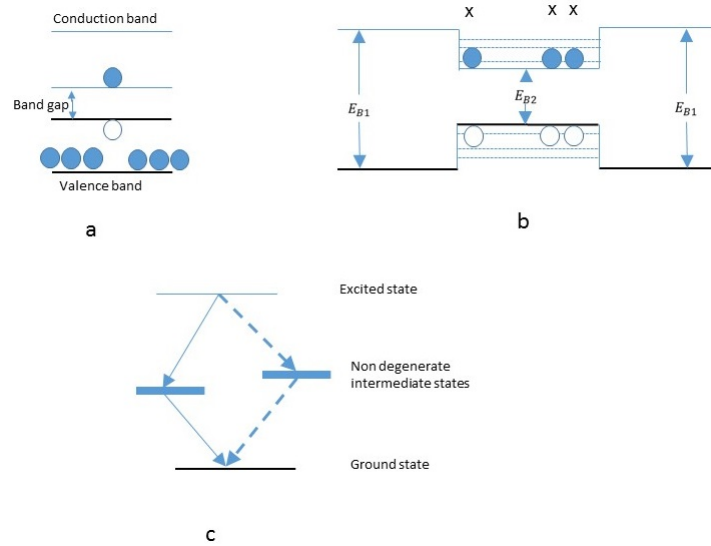 Conduction band
Band gap
Valence band
a
x x x
E_B1
E_B2
E_B1
b
Excited state
Non degenerate
intermediate states
Ground state
c